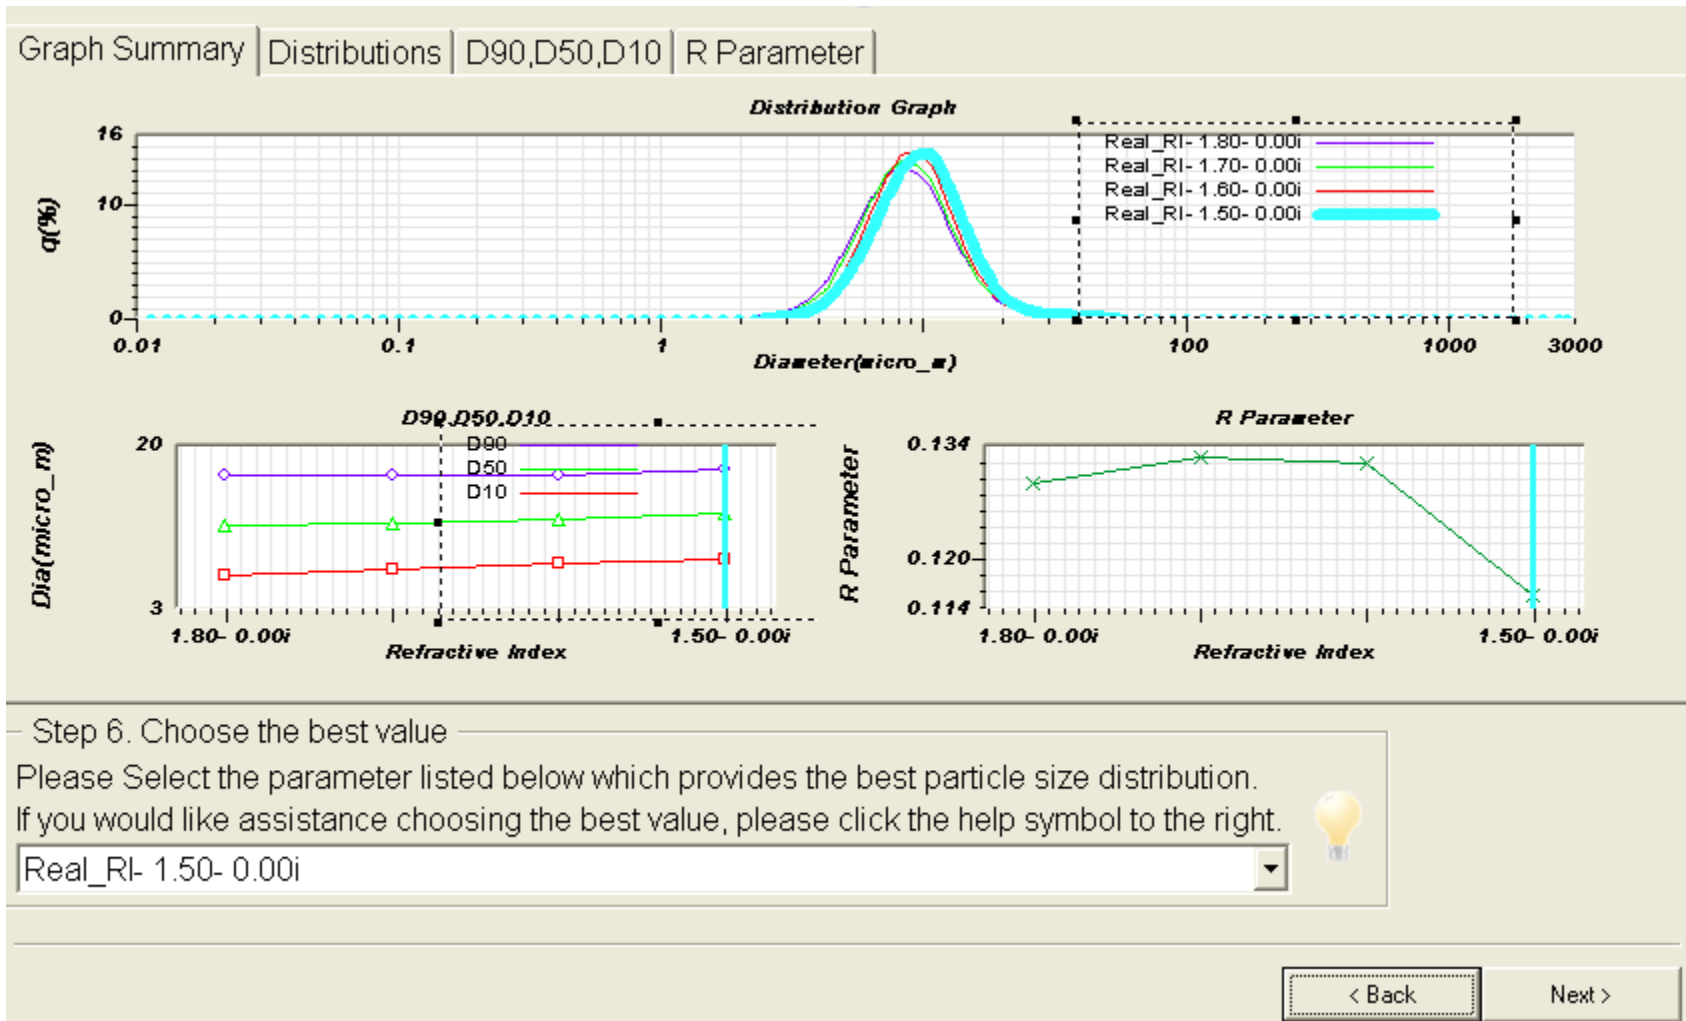 Graph Summary Distributions D90,D50,D10 R Parameter
Distribution Graph
16
10
0
q(%)
Real_RI- 1.80- 0.00i
Real_RI- 1.70- 0.00i
Real_RI- 1.60- 0.00i
Real_RI- 1.50- 0.00i
0.01 0.1 1 100 1000 3000
Diameter(micro_m)
D90,D50,D10
20
3
Dia(micro_m)
D90
D50
D10
1.80- 0.00i 1.50- 0.00i
Refractive Index
R Parameter
0.134
0.120
0.114
R Parameter
1.80- 0.00i 1.50- 0.00i
Refractive Index
Step 6. Choose the best value
Please Select the parameter listed below which provides the best particle size distribution.
If you would like assistance choosing the best value, please click the help symbol to the right.
Real_RI- 1.50- 0.00i
< Back Next >